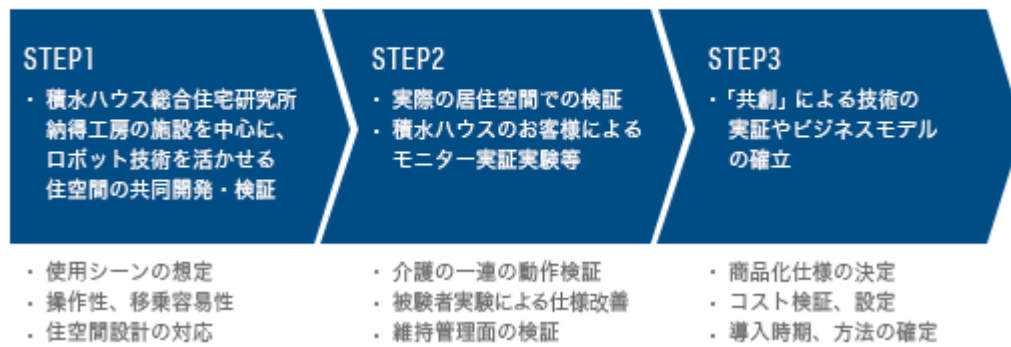 STEP1
・ 積水ハウス総合住宅研究所
納得工房の施設を中心に、
ロボット技術を活かせる
住空間の共同開発・検証
STEP2
・ 実際の居住空間での検証
・ 積水ハウスのお客様による
モニター実証実験等
STEP3
・「共創」による技術の
実証やビジネスモデル
の確立
・ 使用シーンの想定
・ 操作性、移乗容易性
・ 住空間設計の対応
・ 介護の一連の動作検証
・ 被験者実験による仕様改善
・ 維持管理面の検証
・ 商品化仕様の決定
・ コスト検証、設定
・ 導入時期、方法の確定